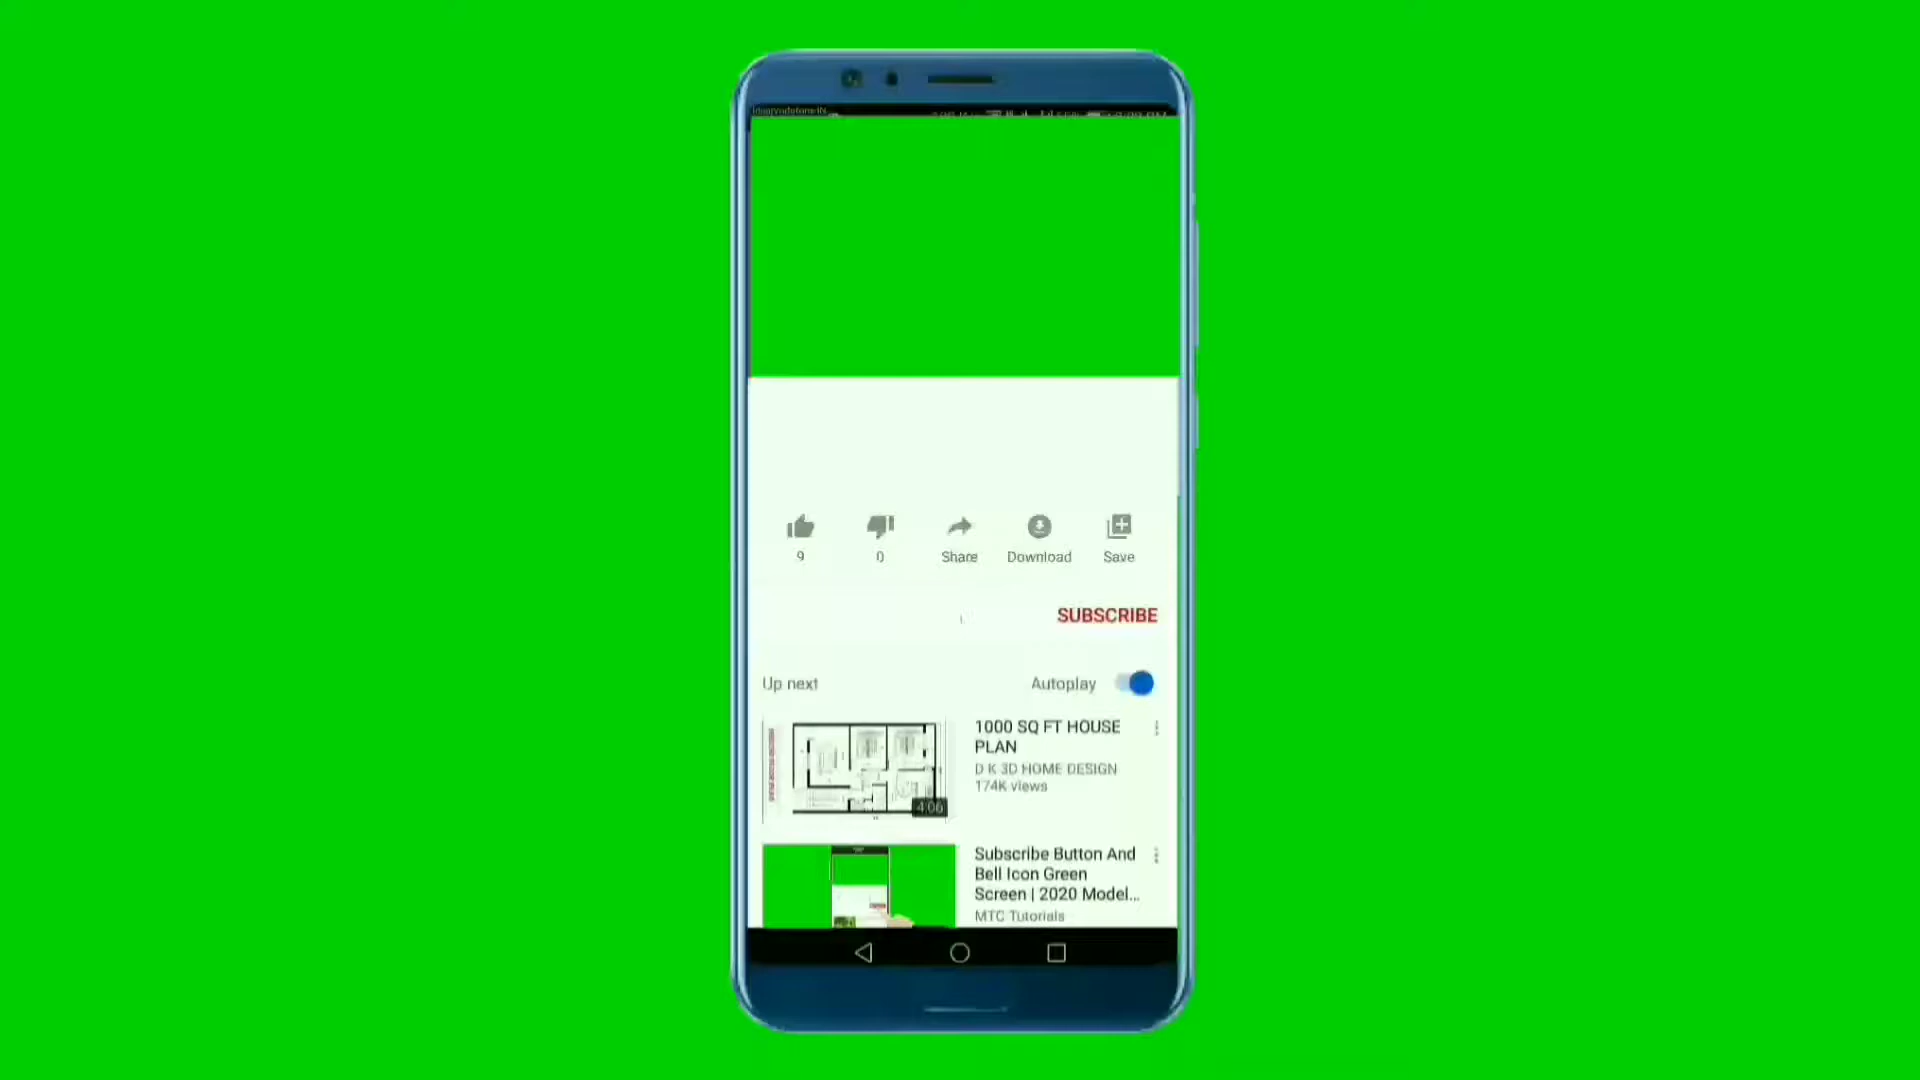 9
0
Share
Download
Save
SUBSCRIBE
Up next
Autoplay
1000 SQ FT HOUSE
PLAN
D K 3D HOME DESIGN
174K views
4:06
Subscribe Button And
Bell Icon Green
Screen | 2020 Model...
MTC Tutorials